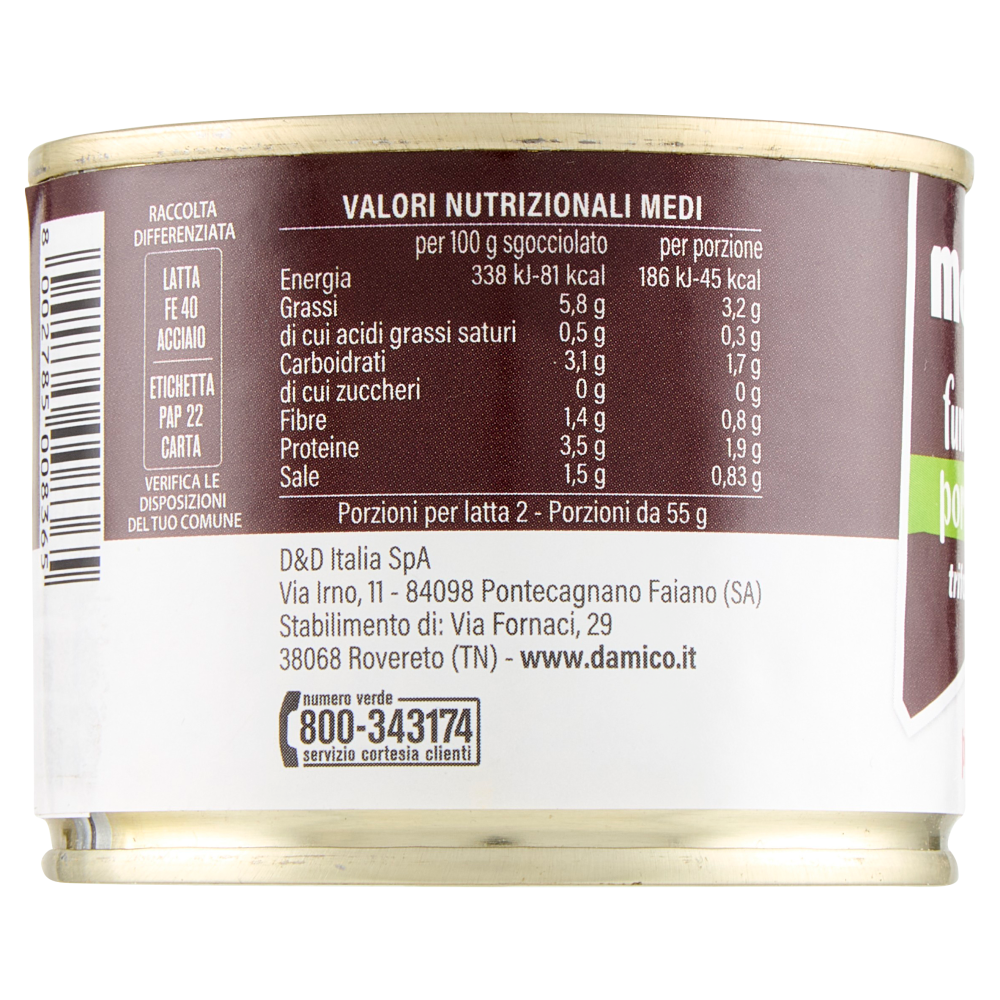 RACCOLTA
DIFFERENZIATA
LATTA
FE 40
ACCIAIO
ETICHETTA
PAP 22
CARTA
VERIFICA LE
DISPOSIZIONI
DEL TUO COMUNE
8 002785 008365
VALORI NUTRIZIONALI MEDI
per 100 g sgocciolato per porzione
Energia 338 kJ-81 kcal 186 kJ-45 kcal
Grassi 5,8 g 3,2 g
di cui acidi grassi saturi 0,5 g 0,3 g
Carboidrati 3,1 g 1,7 g
di cui zuccheri 0 g 0 g
Fibre 1,4 g 0,8 g
Proteine 3,5 g 1,9 g
Sale 1,5 g 0,83 g
Porzioni per latta 2 - Porzioni da 55 g
D&D Italia SpA
Via Irno, 11 - 84098 Pontecagnano Faiano (SA)
Stabilimento di: Via Fornaci, 29
38068 Rovereto (TN) - www.damico.it
numero verde
800-343174
servizio cortesia clienti